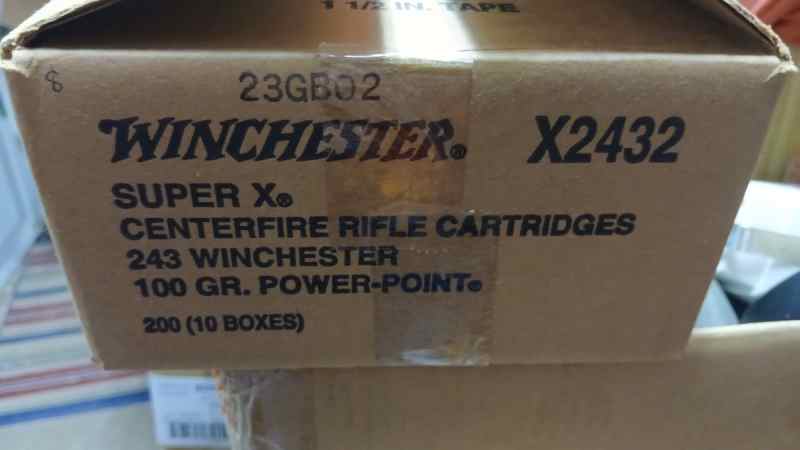 1 1/2 IN. TAPE
8
23GB02
WINCHESTER® X2432
SUPER X®
CENTERFIRE RIFLE CARTRIDGES
243 WINCHESTER
100 GR. POWER-POINT®
200 (10 BOXES)